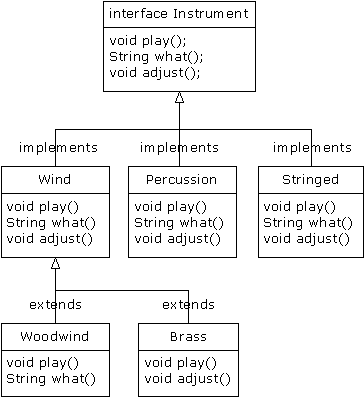 interface Instrument
void play();
String what();
void adjust();
implements implements implements
Wind
void play()
String what()
void adjust()
Percussion
void play()
String what()
void adjust()
Stringed
void play()
String what()
void adjust()
extends extends
Woodwind
void play()
String what()
Brass
void play()
void adjust()